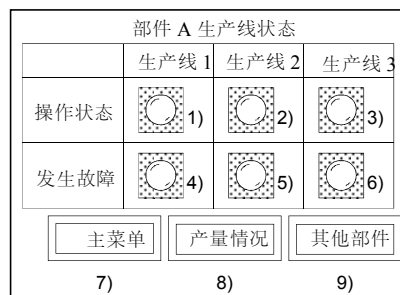 部件 A 生产线状态
生产线 1 生产线 2 生产线 3
操作状态 1) 2) 3)
发生故障 4) 5) 6)
主菜单 产量情况 其他部件
7) 8) 9)